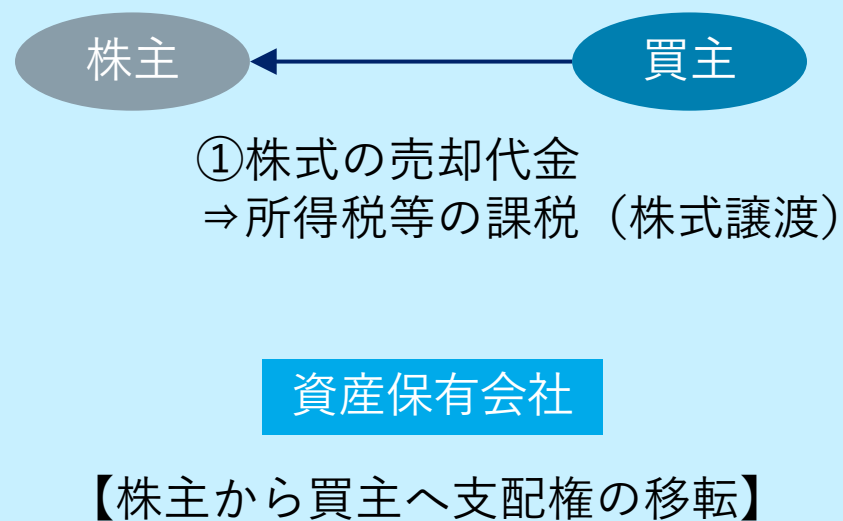 株主
買主
①株式の売却代金
⇒所得税等の課税（株式譲渡）
資産保有会社
【株主から買主へ支配権の移転】